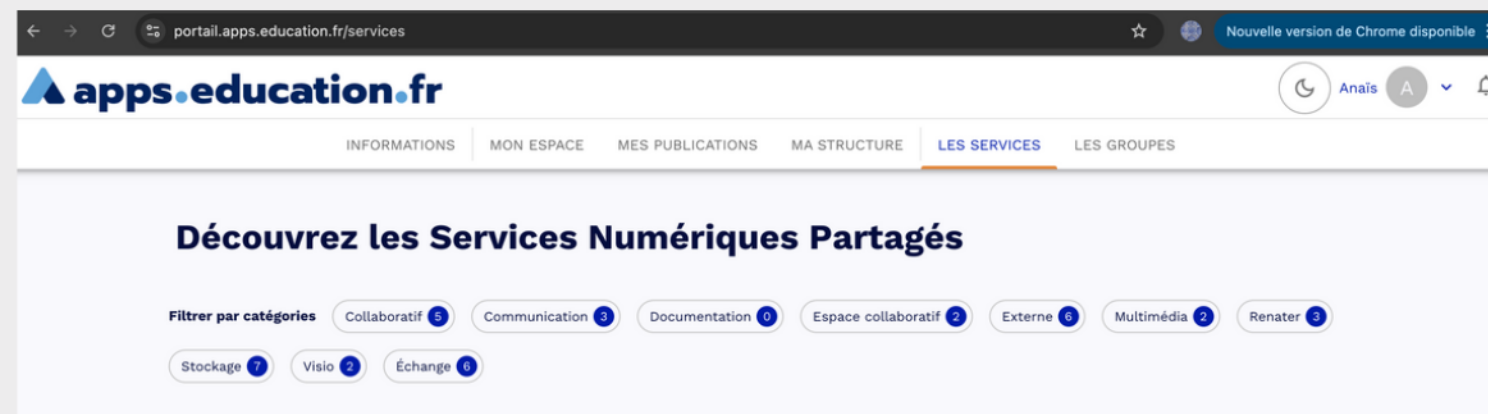 portail.apps.education.fr/services
Nouvelle version de Chrome disponible
apps.education.fr
Anaïs A
INFORMATIONS MON ESPACE MES PUBLICATIONS MA STRUCTURE LES SERVICES LES GROUPES
Découvrez les Services Numériques Partagés
Filtrer par catégories Collaboratif 5 Communication 3 Documentation 0 Espace collaboratif 2 Externe 6 Multimédia 2 Renater 3
Stockage 7 Visio 2 Échange 6